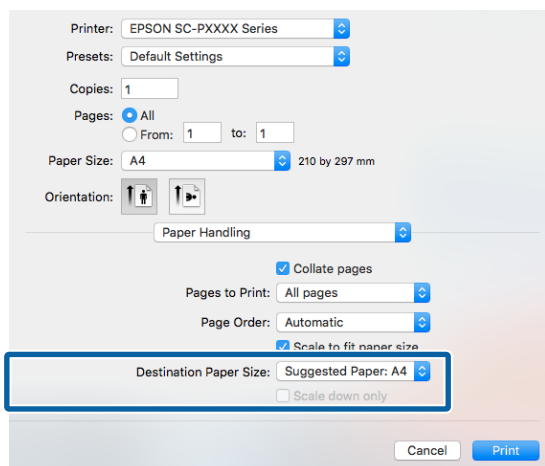 Printer: EPSON SC-PXXXX Series
Presets: Default Settings
Copies: 1
Pages: All
From: 1 to: 1
Paper Size: A4 210 by 297 mm
Orientation:
Paper Handling
Collate pages
Pages to Print: All pages
Page Order: Automatic
Scale to fit paper size
Destination Paper Size: Suggested Paper: A4
Scale down only
Cancel Print